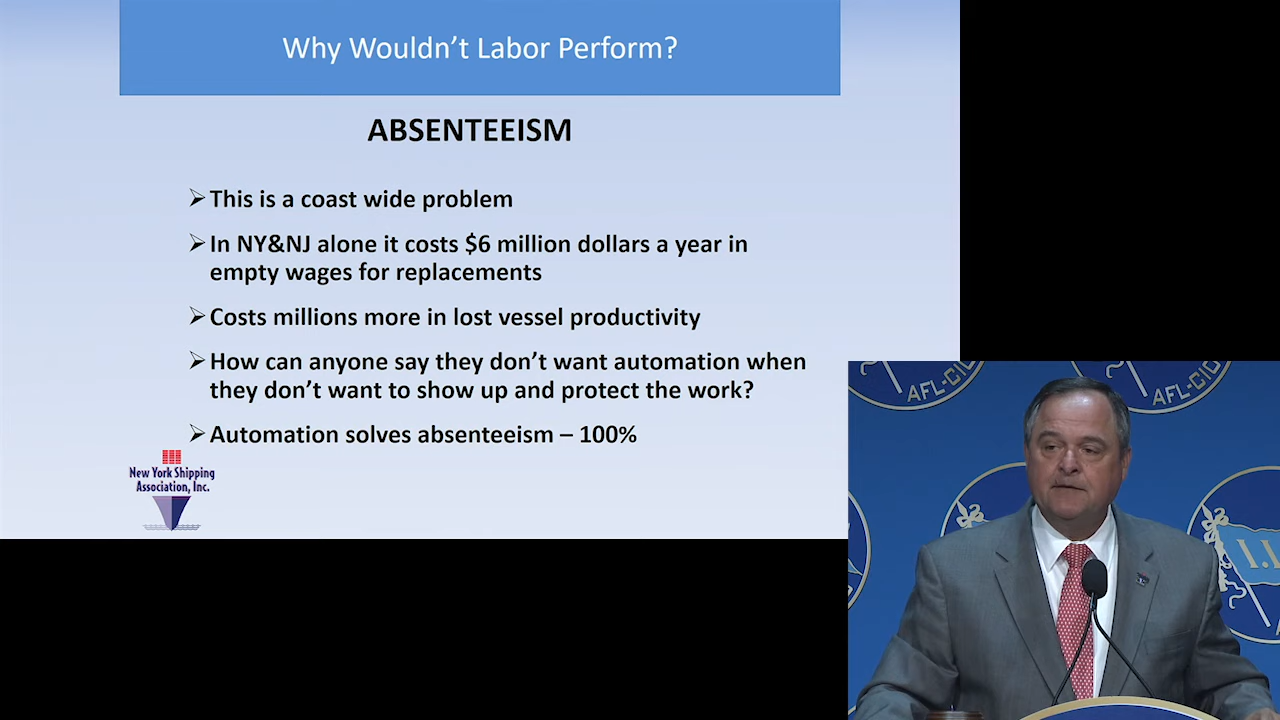 Why Wouldn't Labor Perform?
ABSENTEEISM
➢This is a coast wide problem
➢In NY&NJ alone it costs $6 million dollars a year in
empty wages for replacements
➢Costs millions more in lost vessel productivity
➢How can anyone say they don't want automation when
they don't want to show up and protect the work?
➢Automation solves absenteeism – 100%
New York Shipping
Association, Inc.
AFL-CIO
AFL-CIO
I.I